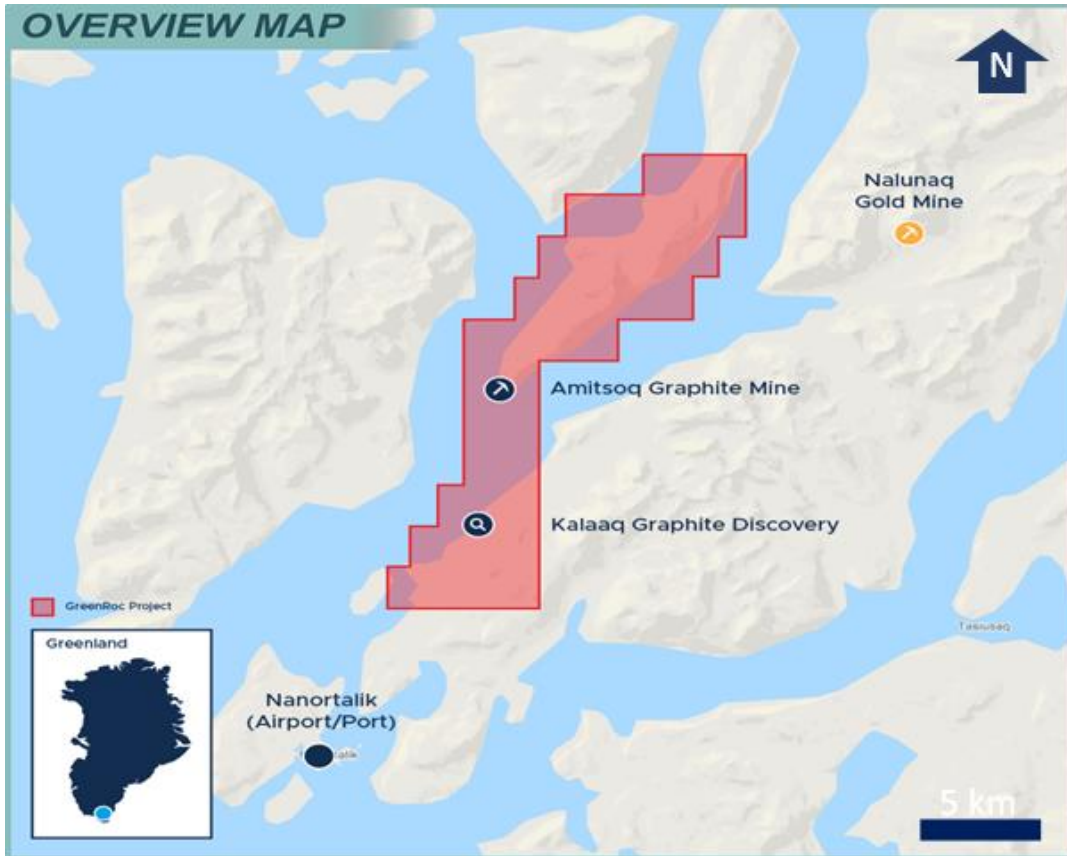 OVERVIEW MAP
N
Nalunaq
Gold Mine
Amitsoq Graphite Mine
Kalaaq Graphite Discovery
GreenRoc Project
Greenland
Nanortalik
(Airport/Port)
Tasiusaq
5 km